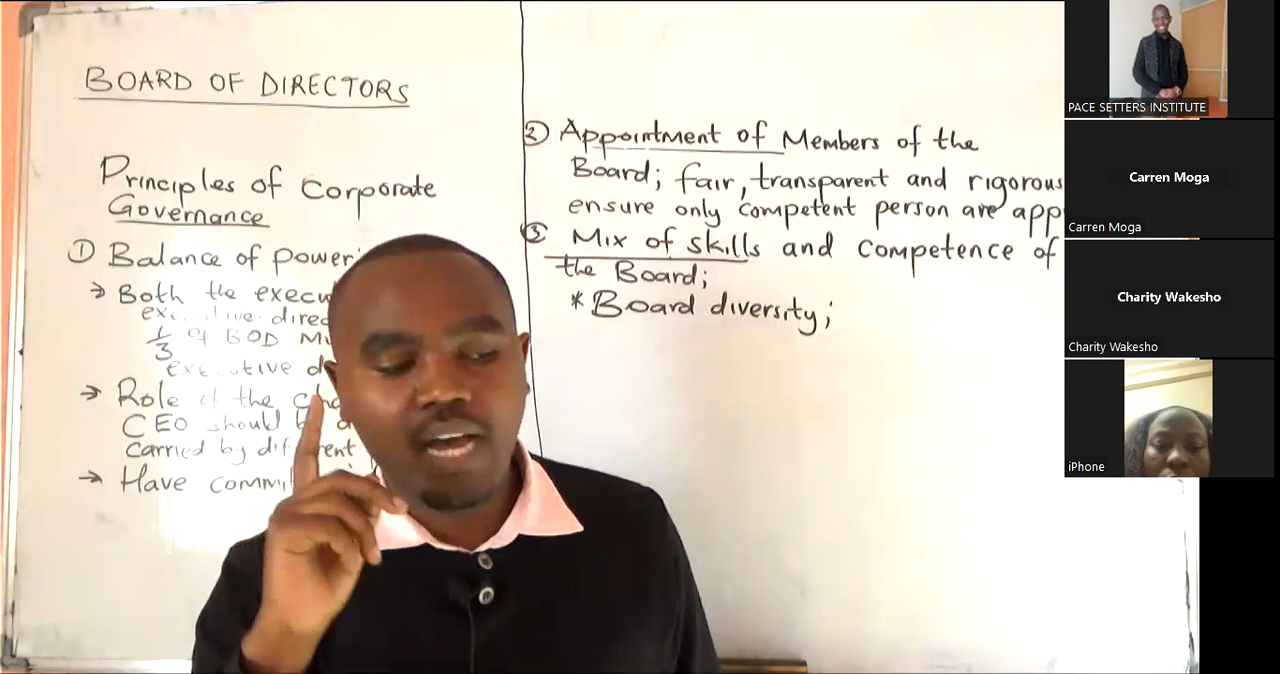 BOARD OF DIRECTORS
Principles of Corporate
Governance
① Balance of power
→ Both the
1/3 of BOD
→ Role of the
CEO should
carried by
→ Have
② Appointment of Members of the
Board; fair, transparent and rigorous
ensure only competent person are
③ Mix of skills and competence of
the Board;
* Board diversity;
PACE SETTERS INSTITUTE
Carren Moga
Carren Moga
Charity Wakesho
Charity Wakesho
iPhone